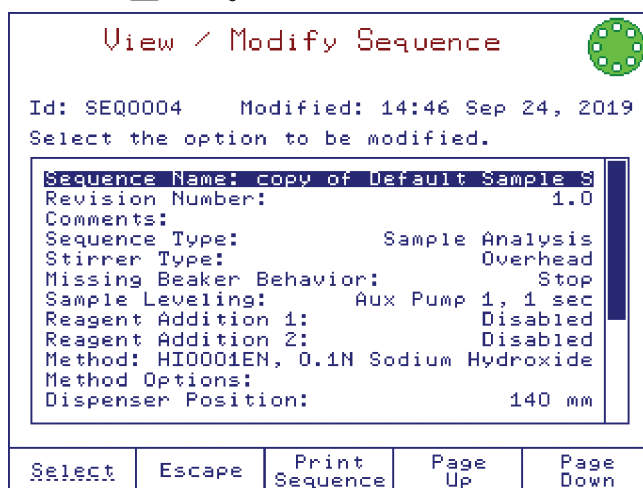 View / Modify Sequence
Id: SEQ0004 Modified: 14:46 Sep 24, 2019
Select the option to be modified.
Sequence Name: copy of Default Sample S
Revision Number: 1.0
Comments:
Sequence Type: Sample Analysis
Stirrer Type: Overhead
Missing Beaker Behavior: Stop
Sample Leveling: Aux Pump 1, 1 sec
Reagent Addition 1: Disabled
Reagent Addition 2: Disabled
Method: HI0001EN, 0.1N Sodium Hydroxide
Method Options:
Dispenser Position: 140 mm
Select Escape Print Sequence Page Up Page Down